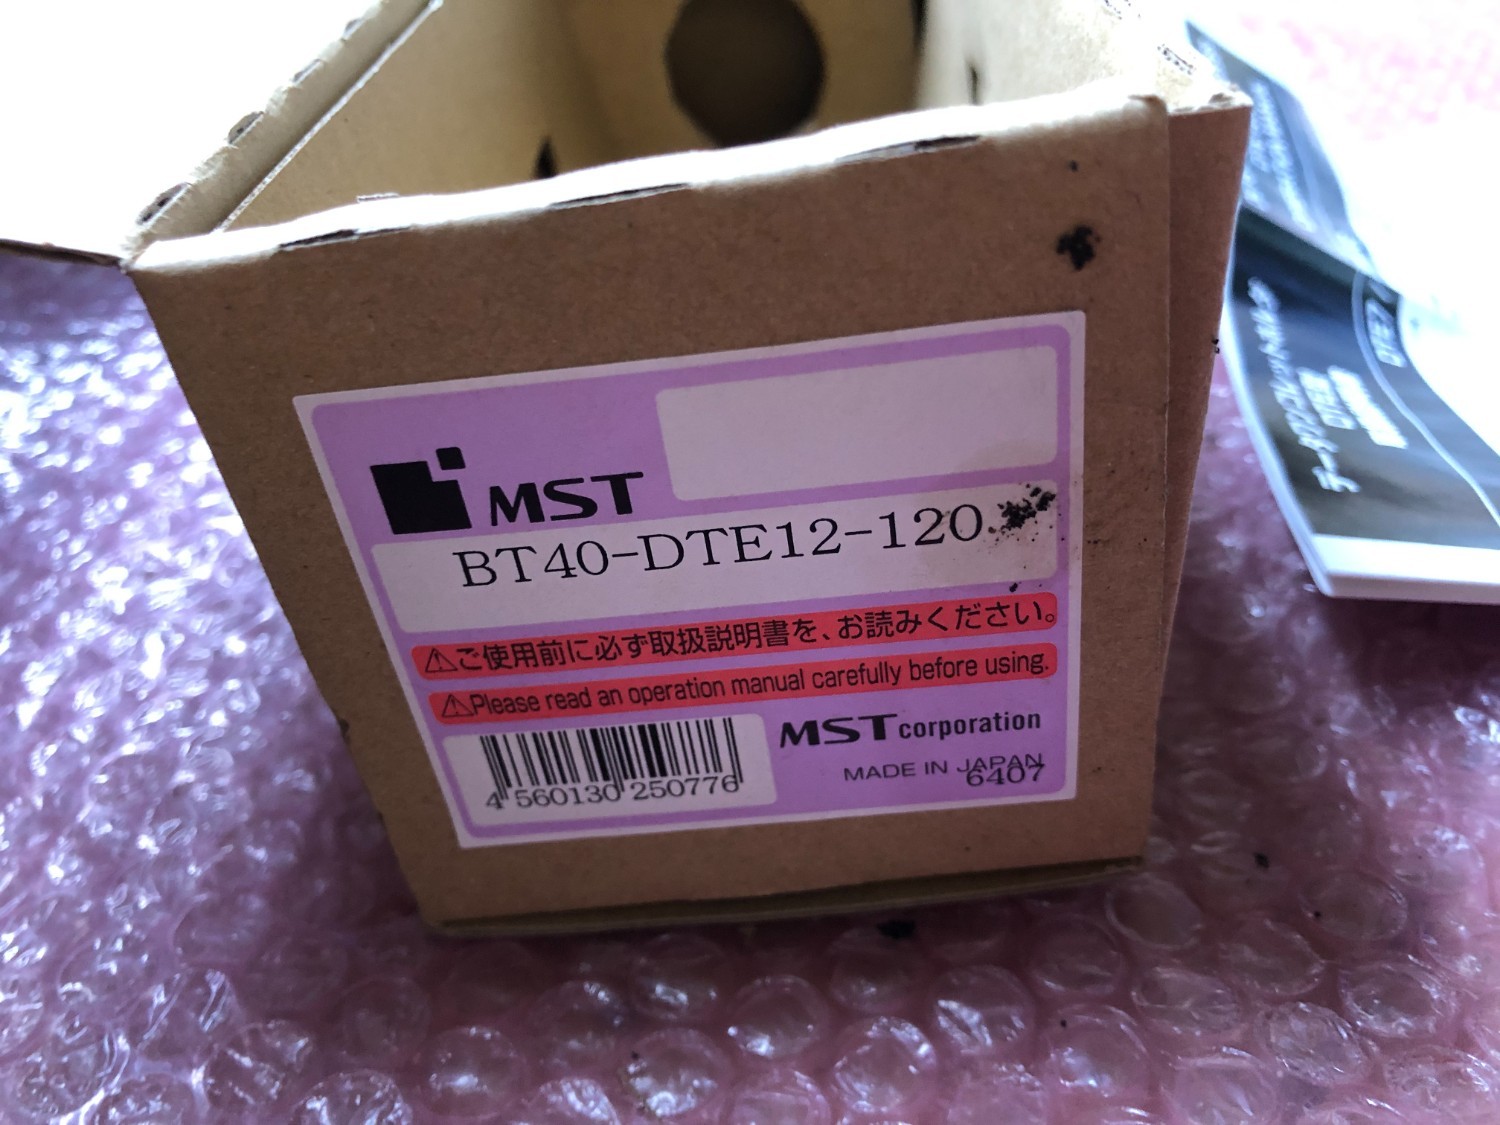 MST
BT40-DTE12-120
⚠ご使用前に必ず取扱説明書を、お読みください。
⚠Please read an operation manual carefully before using.
4 560130 250776
MST corporation
MADE IN JAPAN
6407